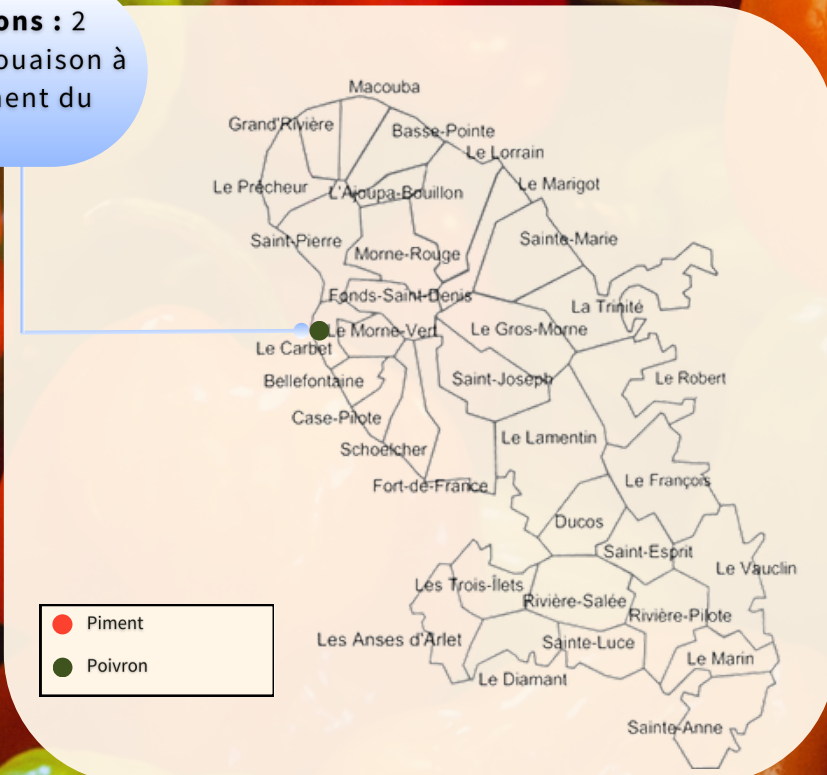 ons : 2
ouaison à
ent du
Macouba
Grand'Rivière
Basse-Pointe
Le Lorrain
Le Prêcheur
L'Ajoupa-Bouillon
Le Marigot
Saint-Pierre
Morne-Rouge
Sainte-Marie
Fonds-Saint-Denis
La Trinité
Le Morne-Vert
Le Gros-Morne
Le Carbet
Bellefontaine
Saint-Joseph
Le Robert
Case-Pilote
Schoelcher
Le Lamentin
Fort-de-France
Le François
Ducos
Saint-Esprit
Le Vauclin
Les Trois-Îlets
Rivière-Salée
Rivière-Pilote
Les Anses d'Arlet
Sainte-Luce
Le Marin
Le Diamant
Sainte-Anne
Piment
Poivron